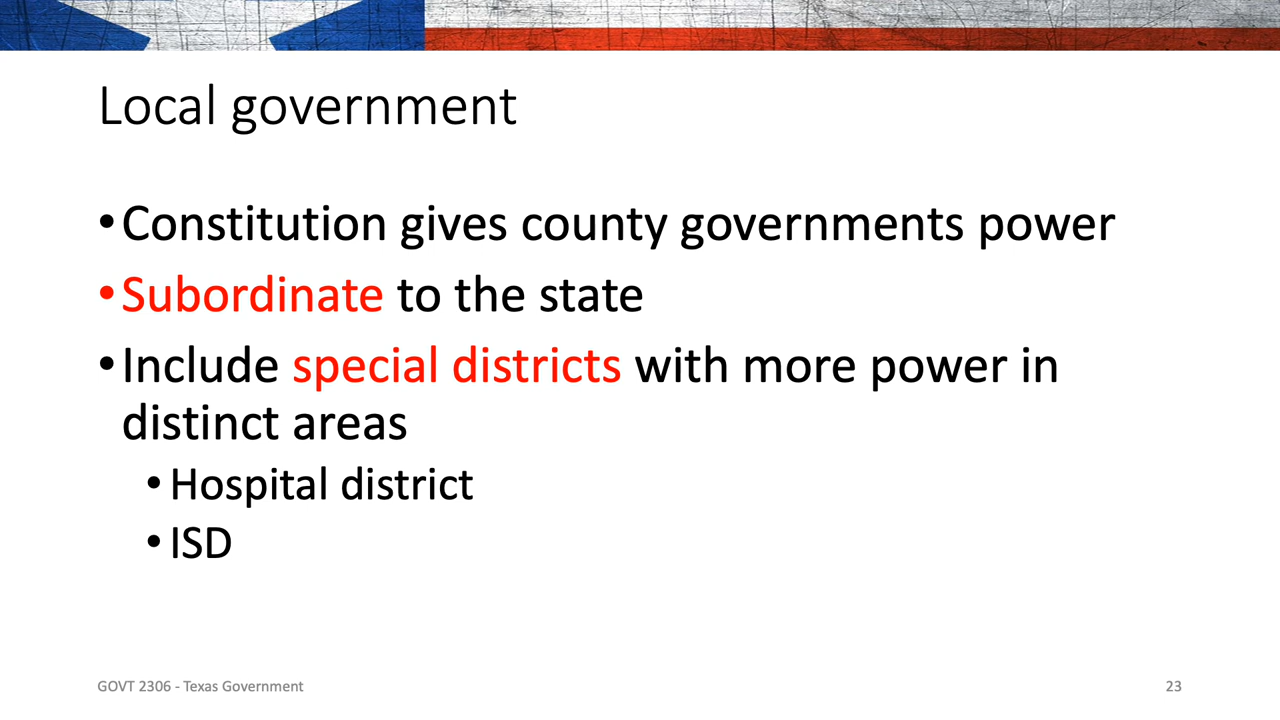 Local government
•Constitution gives county governments power
•Subordinate to the state
•Include special districts with more power in
distinct areas
•Hospital district
•ISD
GOVT 2306 - Texas Government
23